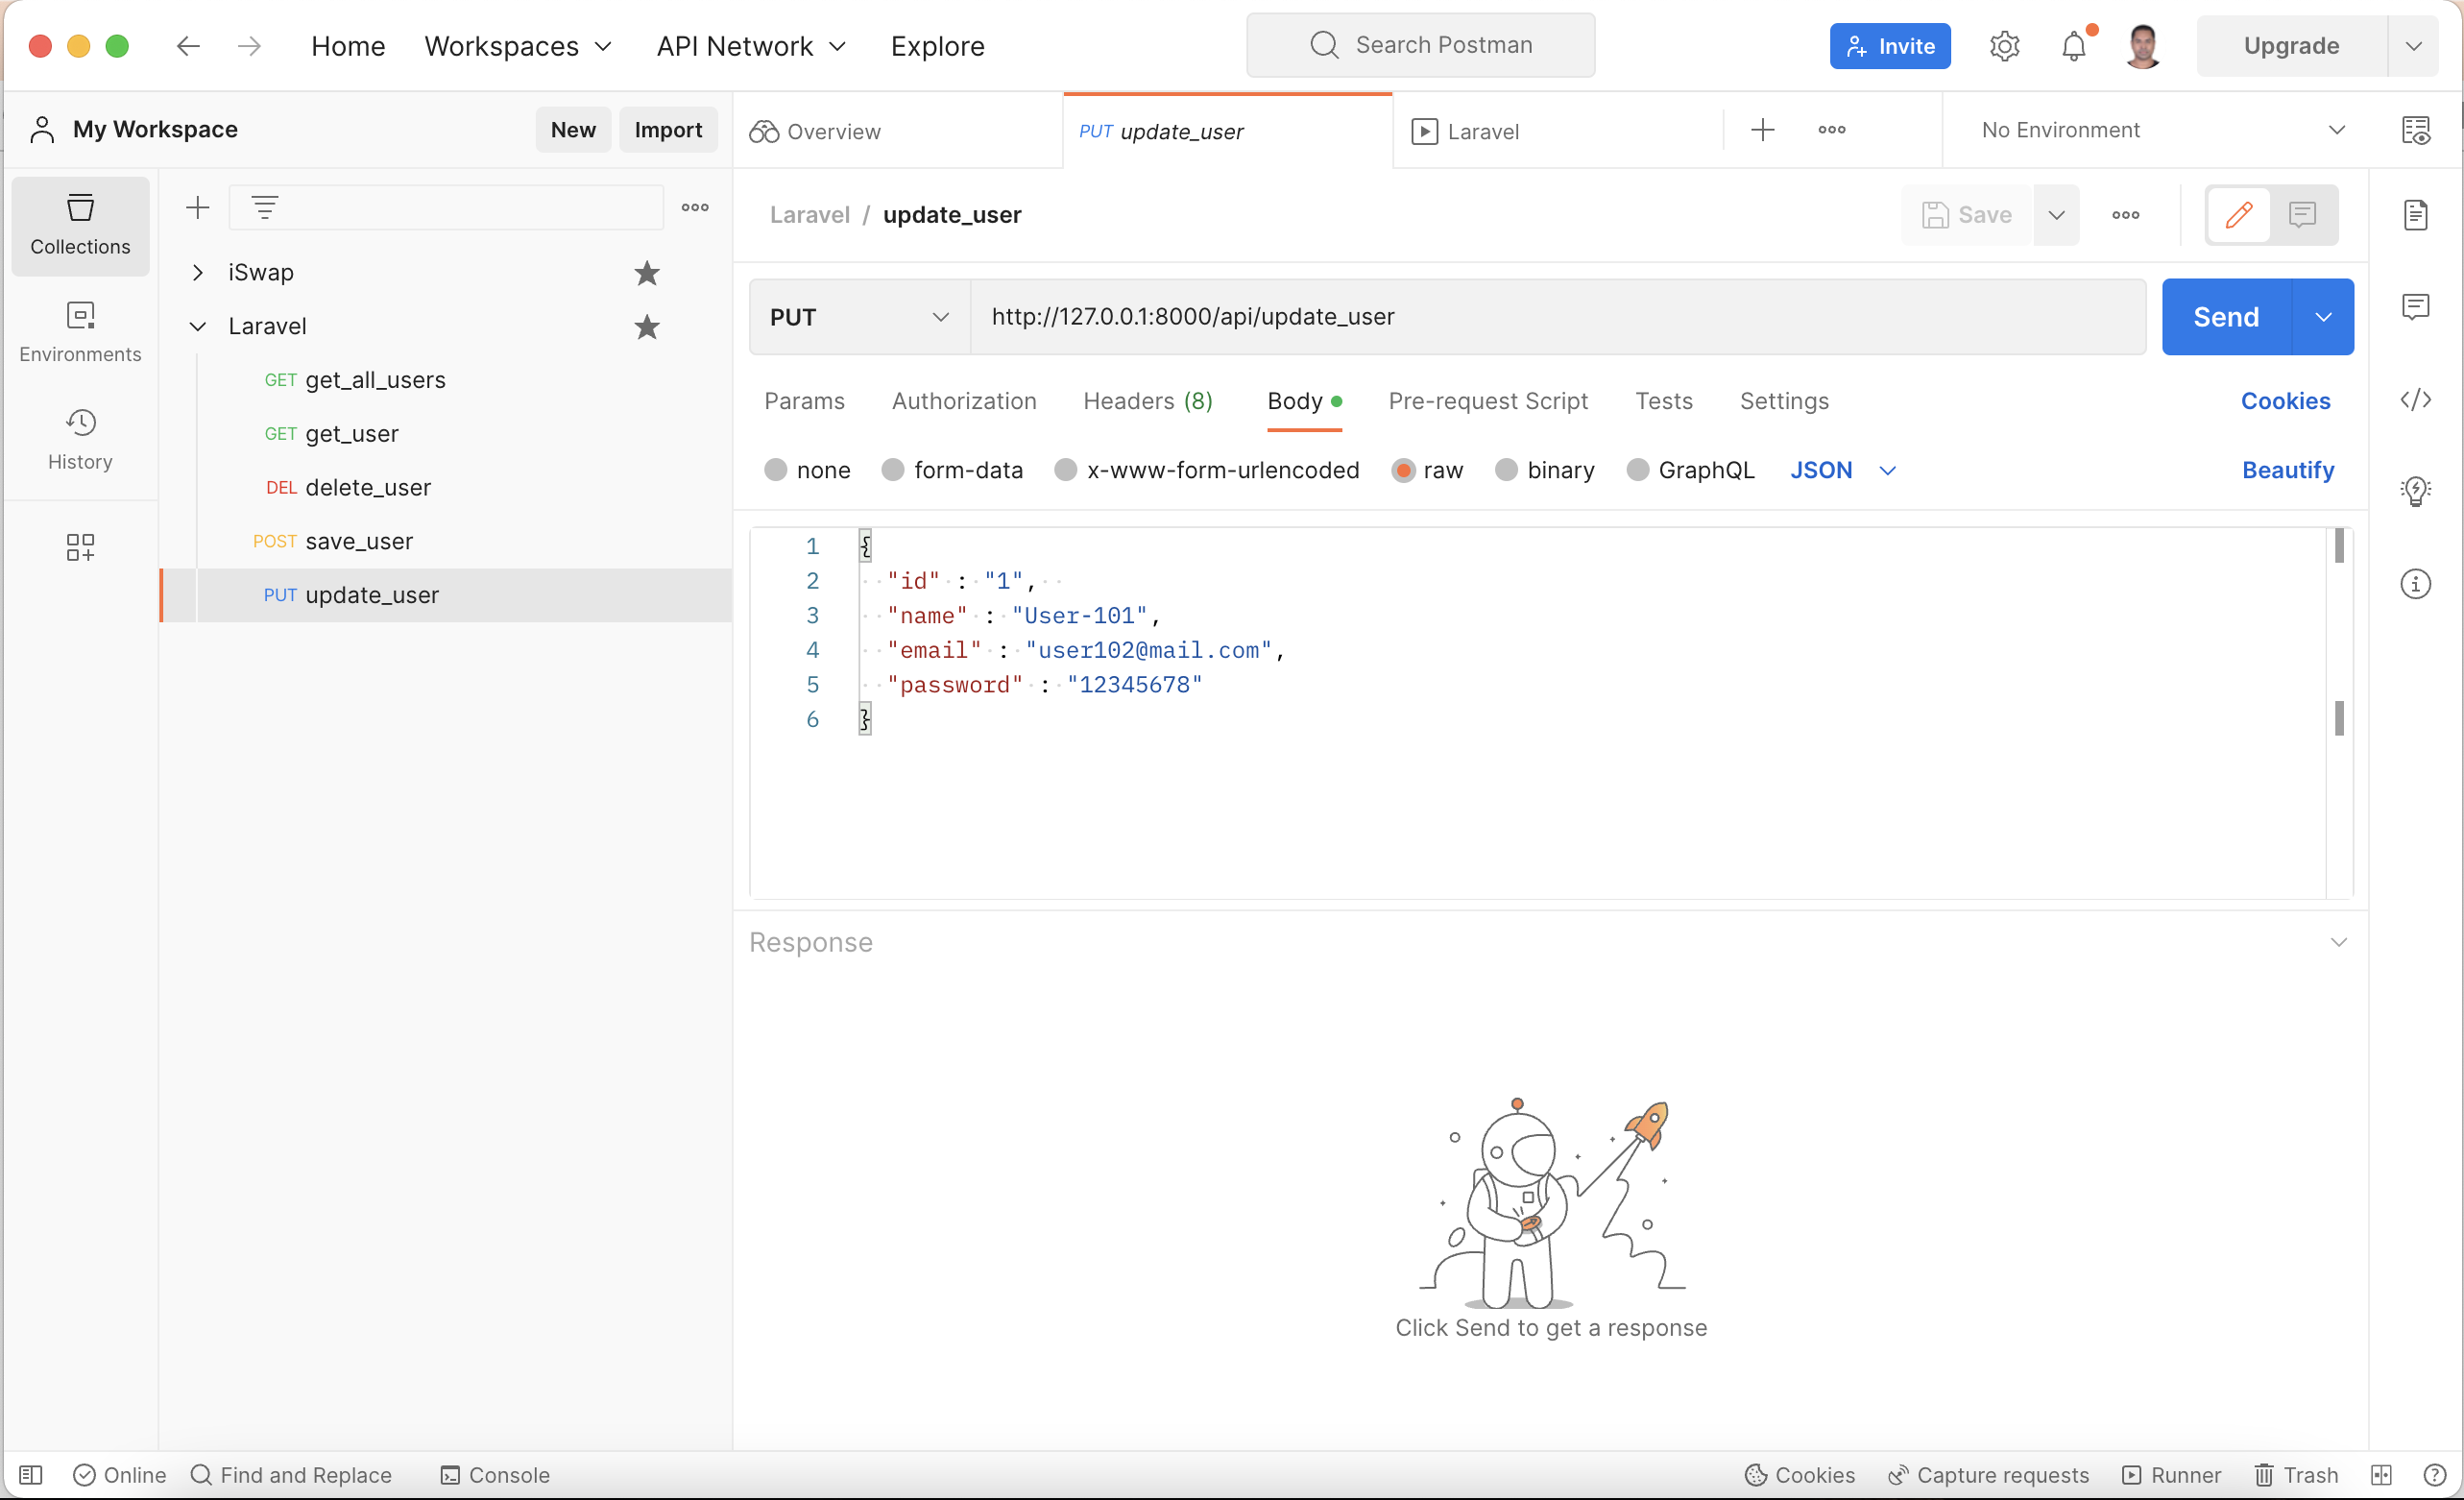 Home Workspaces API Network Explore Search Postman Invite Upgrade
My Workspace New Import Overview PUT update_user Laravel No Environment
Collections
Environments
History
iSwap
Laravel
GET get_all_users
GET get_user
DEL delete_user
POST save_user
PUT update_user
Laravel / update_user Save
PUT http://127.0.0.1:8000/api/update_user Send
Params Authorization Headers (8) Body Pre-request Script Tests Settings Cookies
none form-data x-www-form-urlencoded raw binary GraphQL JSON Beautify
1 {
2 "id" : "1",
3 "name" : "User-101",
4 "email" : "user102@mail.com",
5 "password" : "12345678"
6 }
Response
Click Send to get a response
Online Find and Replace Console Cookies Capture requests Runner Trash